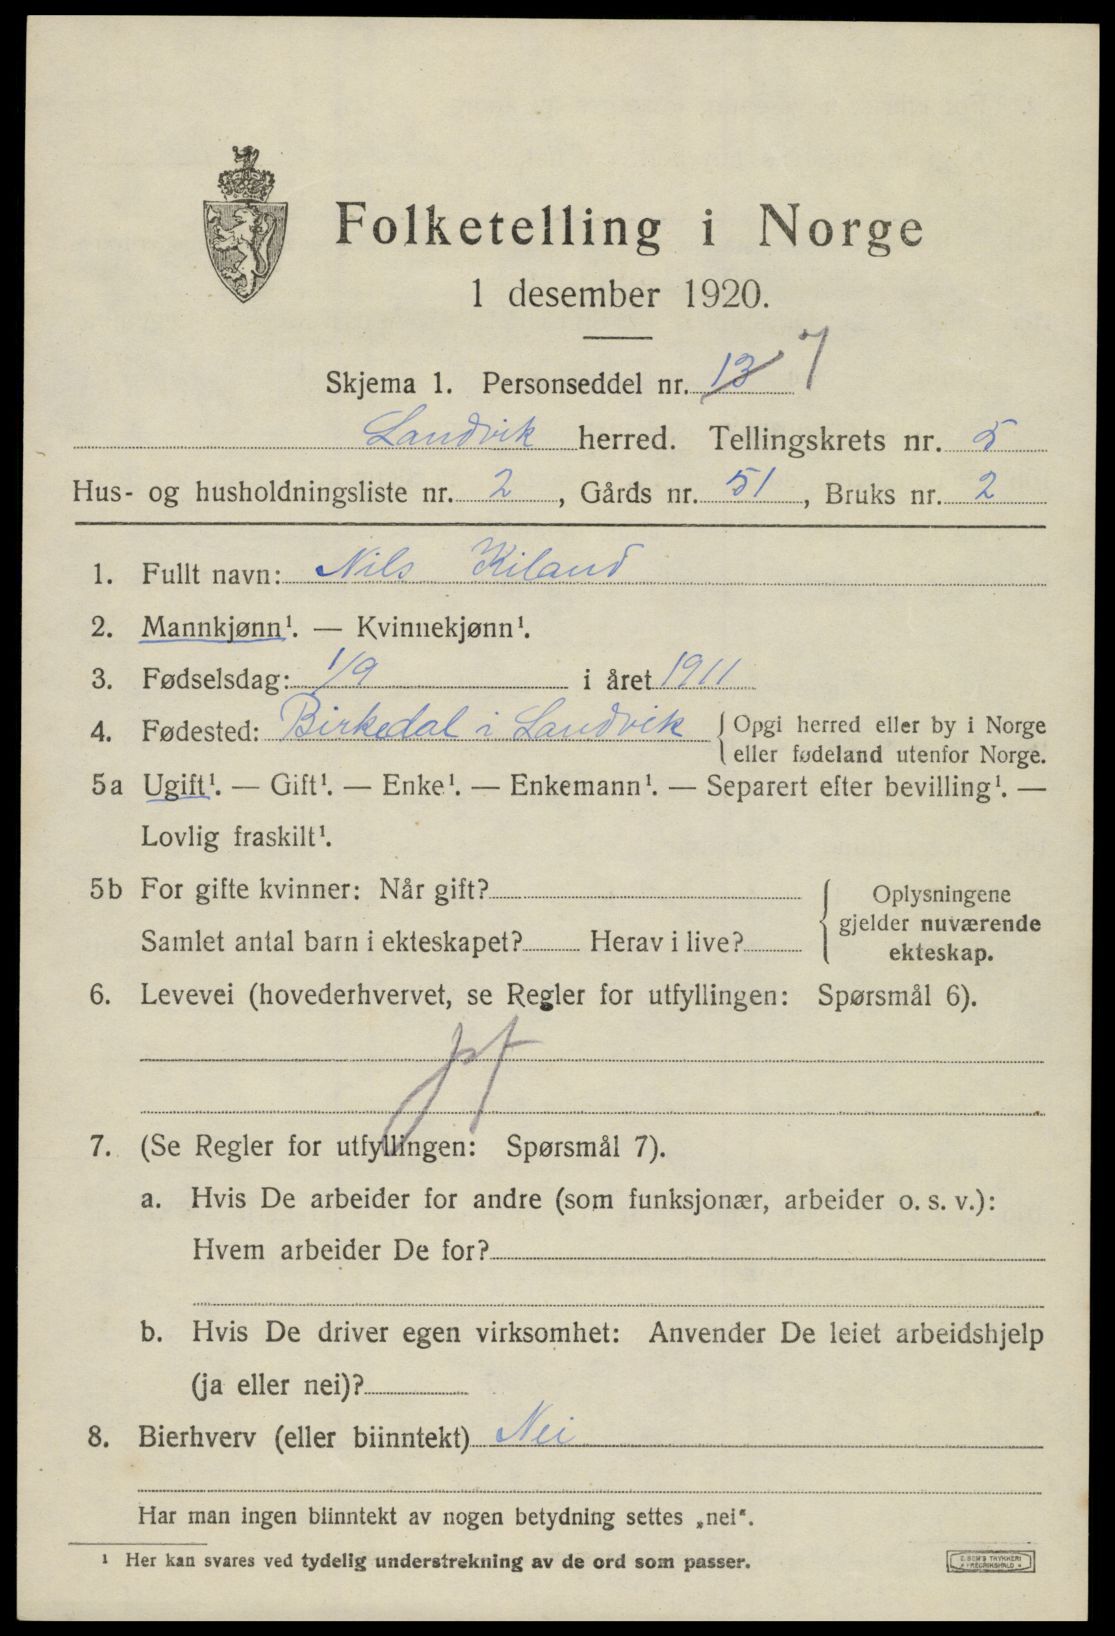 Folketelling i Norge
1 desember 1920.
Skjema 1. Personseddel nr. 13 7
Landvik herred. Tellingskrets nr. 5
Hus- og husholdningsliste nr. 2, Gårds nr. 51, Bruks nr. 2
1. Fullt navn: Nils Kiland
2. Mannkjønn¹. — Kvinnekjønn¹.
3. Fødselsdag: 1/9 i året 1911
4. Fødested: Birkedal i Landvik { Opgi herred eller by i Norge
eller fødeland utenfor Norge.
5a Ugift¹. — Gift¹. — Enke¹. — Enkemann¹. — Separert efter bevilling¹. —
Lovlig fraskilt¹.
5b For gifte kvinner: Når gift?
Samlet antal barn i ekteskapet? Herav i live?
{ Oplysningene
gjelder nuværende
ekteskap.
6. Levevei (hovederhvervet, se Regler for utfyllingen: Spørsmål 6).
7. (Se Regler for utfyllingen: Spørsmål 7).
a. Hvis De arbeider for andre (som funksjonær, arbeider o. s. v.):
Hvem arbeider De for?
b. Hvis De driver egen virksomhet: Anvender De leiet arbeidshjelp
(ja eller nei)?
8. Bierhverv (eller biinntekt) Nei
Har man ingen biinntekt av nogen betydning settes „nei“.
¹ Her kan svares ved tydelig understrekning av de ord som passer.
E. SEM'S TRYKKERI
FREDRIKSHALD